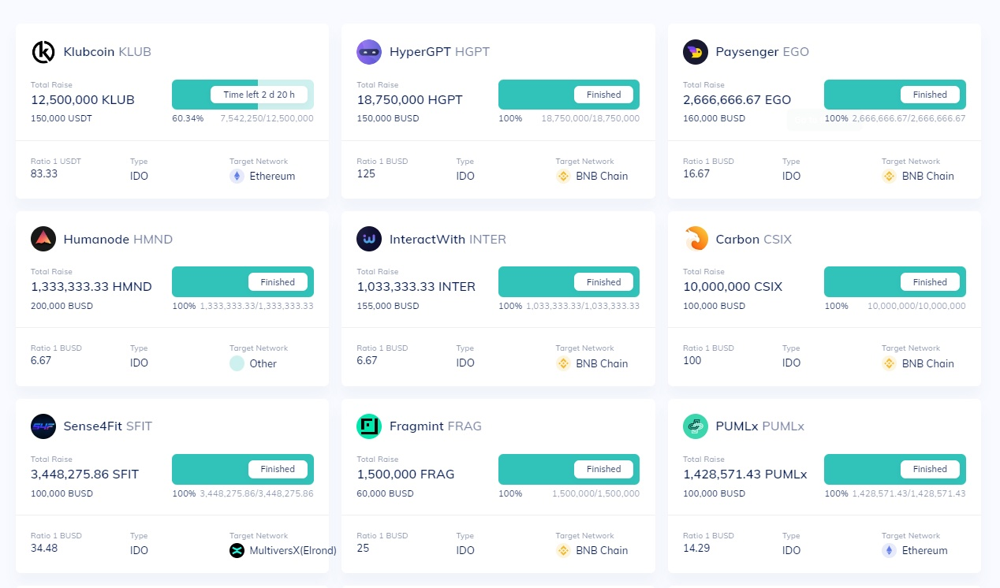 Klubcoin KLUB
Total Raise
12,500,000 KLUB
150,000 USDT
Time left 2 d 20 h
60.34% 7,542,250/12,500,000
Ratio 1 USDT
83.33
Type
IDO
Target Network
Ethereum
HyperGPT HGPT
Total Raise
18,750,000 HGPT
150,000 BUSD
Finished
100% 18,750,000/18,750,000
Ratio 1 BUSD
125
Type
IDO
Target Network
BNB Chain
Paysenger EGO
Total Raise
2,666,666.67 EGO
160,000 BUSD
Finished
100% 2,666,666.67/2,666,666.67
Ratio 1 BUSD
16.67
Type
IDO
Target Network
BNB Chain
Humanode HMND
Total Raise
1,333,333.33 HMND
200,000 BUSD
Finished
100% 1,333,333.33/1,333,333.33
Ratio 1 BUSD
6.67
Type
IDO
Target Network
Other
InteractWith INTER
Total Raise
1,033,333.33 INTER
155,000 BUSD
Finished
100% 1,033,333.33/1,033,333.33
Ratio 1 BUSD
6.67
Type
IDO
Target Network
BNB Chain
Carbon CSIX
Total Raise
10,000,000 CSIX
100,000 BUSD
Finished
100% 10,000,000/10,000,000
Ratio 1 BUSD
100
Type
IDO
Target Network
BNB Chain
S4F
Sense4Fit SFIT
Total Raise
3,448,275.86 SFIT
100,000 BUSD
Finished
100% 3,448,275.86/3,448,275.86
Ratio 1 BUSD
34.48
Type
IDO
Target Network
MultiversX(Elrond)
Fragmint FRAG
Total Raise
1,500,000 FRAG
60,000 BUSD
Finished
100% 1,500,000/1,500,000
Ratio 1 BUSD
25
Type
IDO
Target Network
BNB Chain
PUMLx PUMLx
Total Raise
1,428,571.43 PUMLx
100,000 BUSD
Finished
100% 1,428,571.43/1,428,571.43
Ratio 1 BUSD
14.29
Type
IDO
Target Network
Ethereum